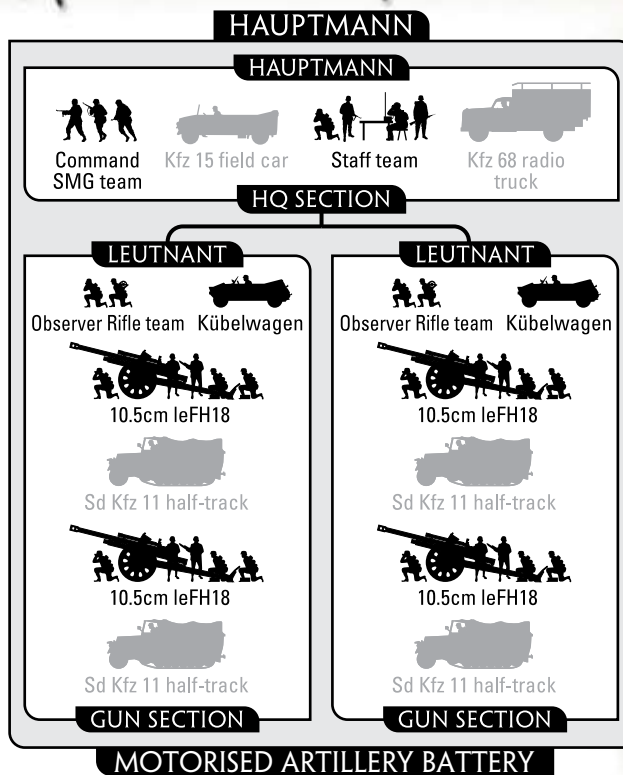 HAUPTMANN
HAUPTMANN
Command
SMG team
Kfz 15 field car
Staff team
Kfz 68 radio
truck
HQ SECTION
LEUTNANT
Observer Rifle team
Kübelwagen
10.5cm leFH18
Sd Kfz 11 half-track
10.5cm leFH18
Sd Kfz 11 half-track
GUN SECTION
LEUTNANT
Observer Rifle team
Kübelwagen
10.5cm leFH18
Sd Kfz 11 half-track
10.5cm leFH18
Sd Kfz 11 half-track
GUN SECTION
MOTORISED ARTILLERY BATTERY